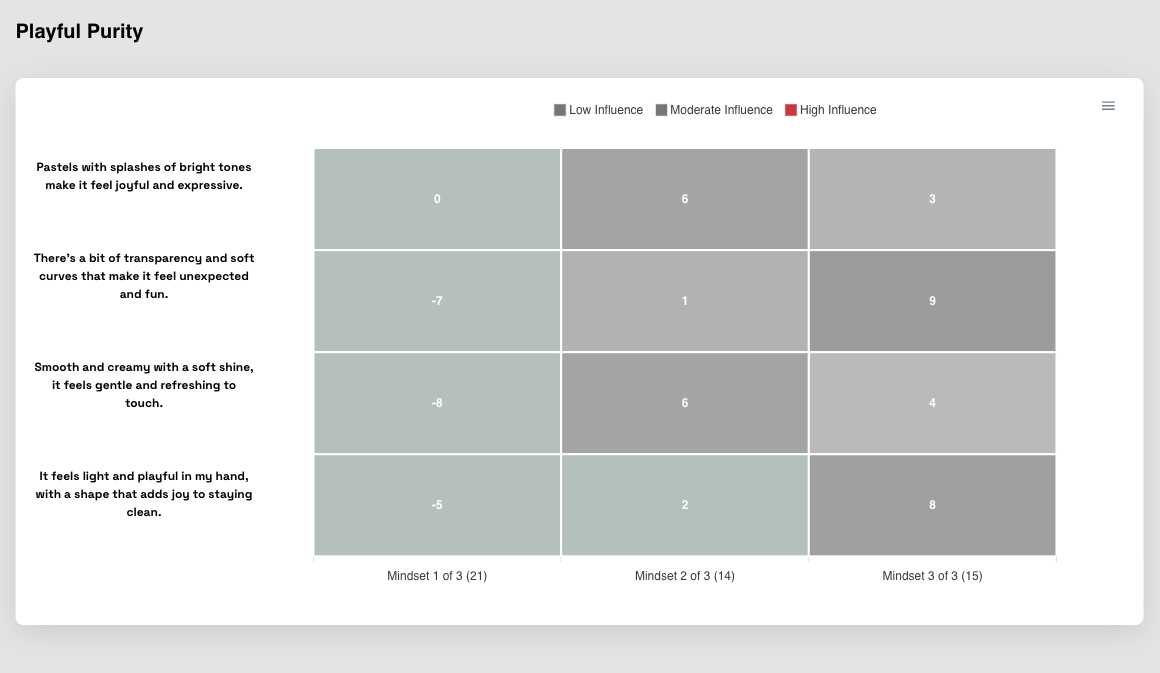 Playful Purity
Low Influence Moderate Influence High Influence
Pastels with splashes of bright tones
make it feel joyful and expressive.
0 6 3
There's a bit of transparency and soft
curves that make it feel unexpected
and fun.
-7 1 9
Smooth and creamy with a soft shine,
it feels gentle and refreshing to
touch.
-8 6 4
It feels light and playful in my hand,
with a shape that adds joy to staying
clean.
-5 2 8
Mindset 1 of 3 (21) Mindset 2 of 3 (14) Mindset 3 of 3 (15)